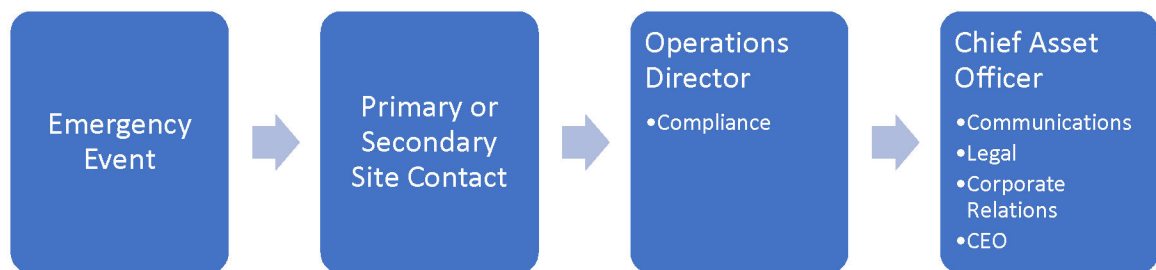 Emergency
Event
Primary or
Secondary
Site Contact
Operations
Director
•Compliance
Chief Asset
Officer
•Communications
•Legal
•Corporate
Relations
•CEO